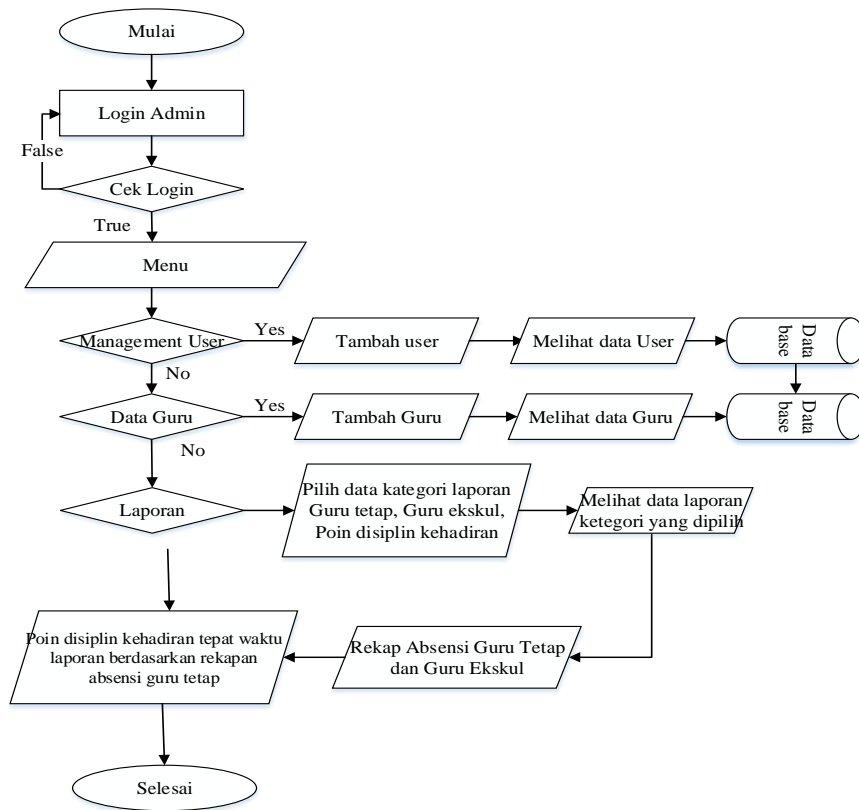 Mulai
Login Admin
False
Cek Login
True
Menu
Management User
Yes
Tambah user
Melihat data User
Data
base
No
Data Guru
Yes
Tambah Guru
Melihat data Guru
Data
base
No
Laporan
Pilih data kategori laporan
Guru tetap, Guru ekskul,
Poin disiplin kehadiran
Melihat data laporan
ketegori yang dipilih
Poin disiplin kehadiran tepat waktu
laporan berdasarkan rekapan
absensi guru tetap
Rekap Absensi Guru Tetap
dan Guru Ekskul
Selesai